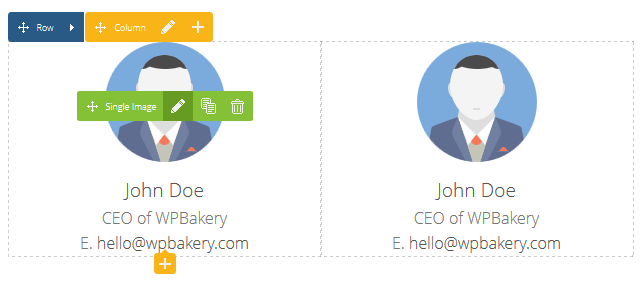 Row Column
Single Image
John Doe
CEO of WPBakery
E. hello@wpbakery.com
John Doe
CEO of WPBakery
E. hello@wpbakery.com